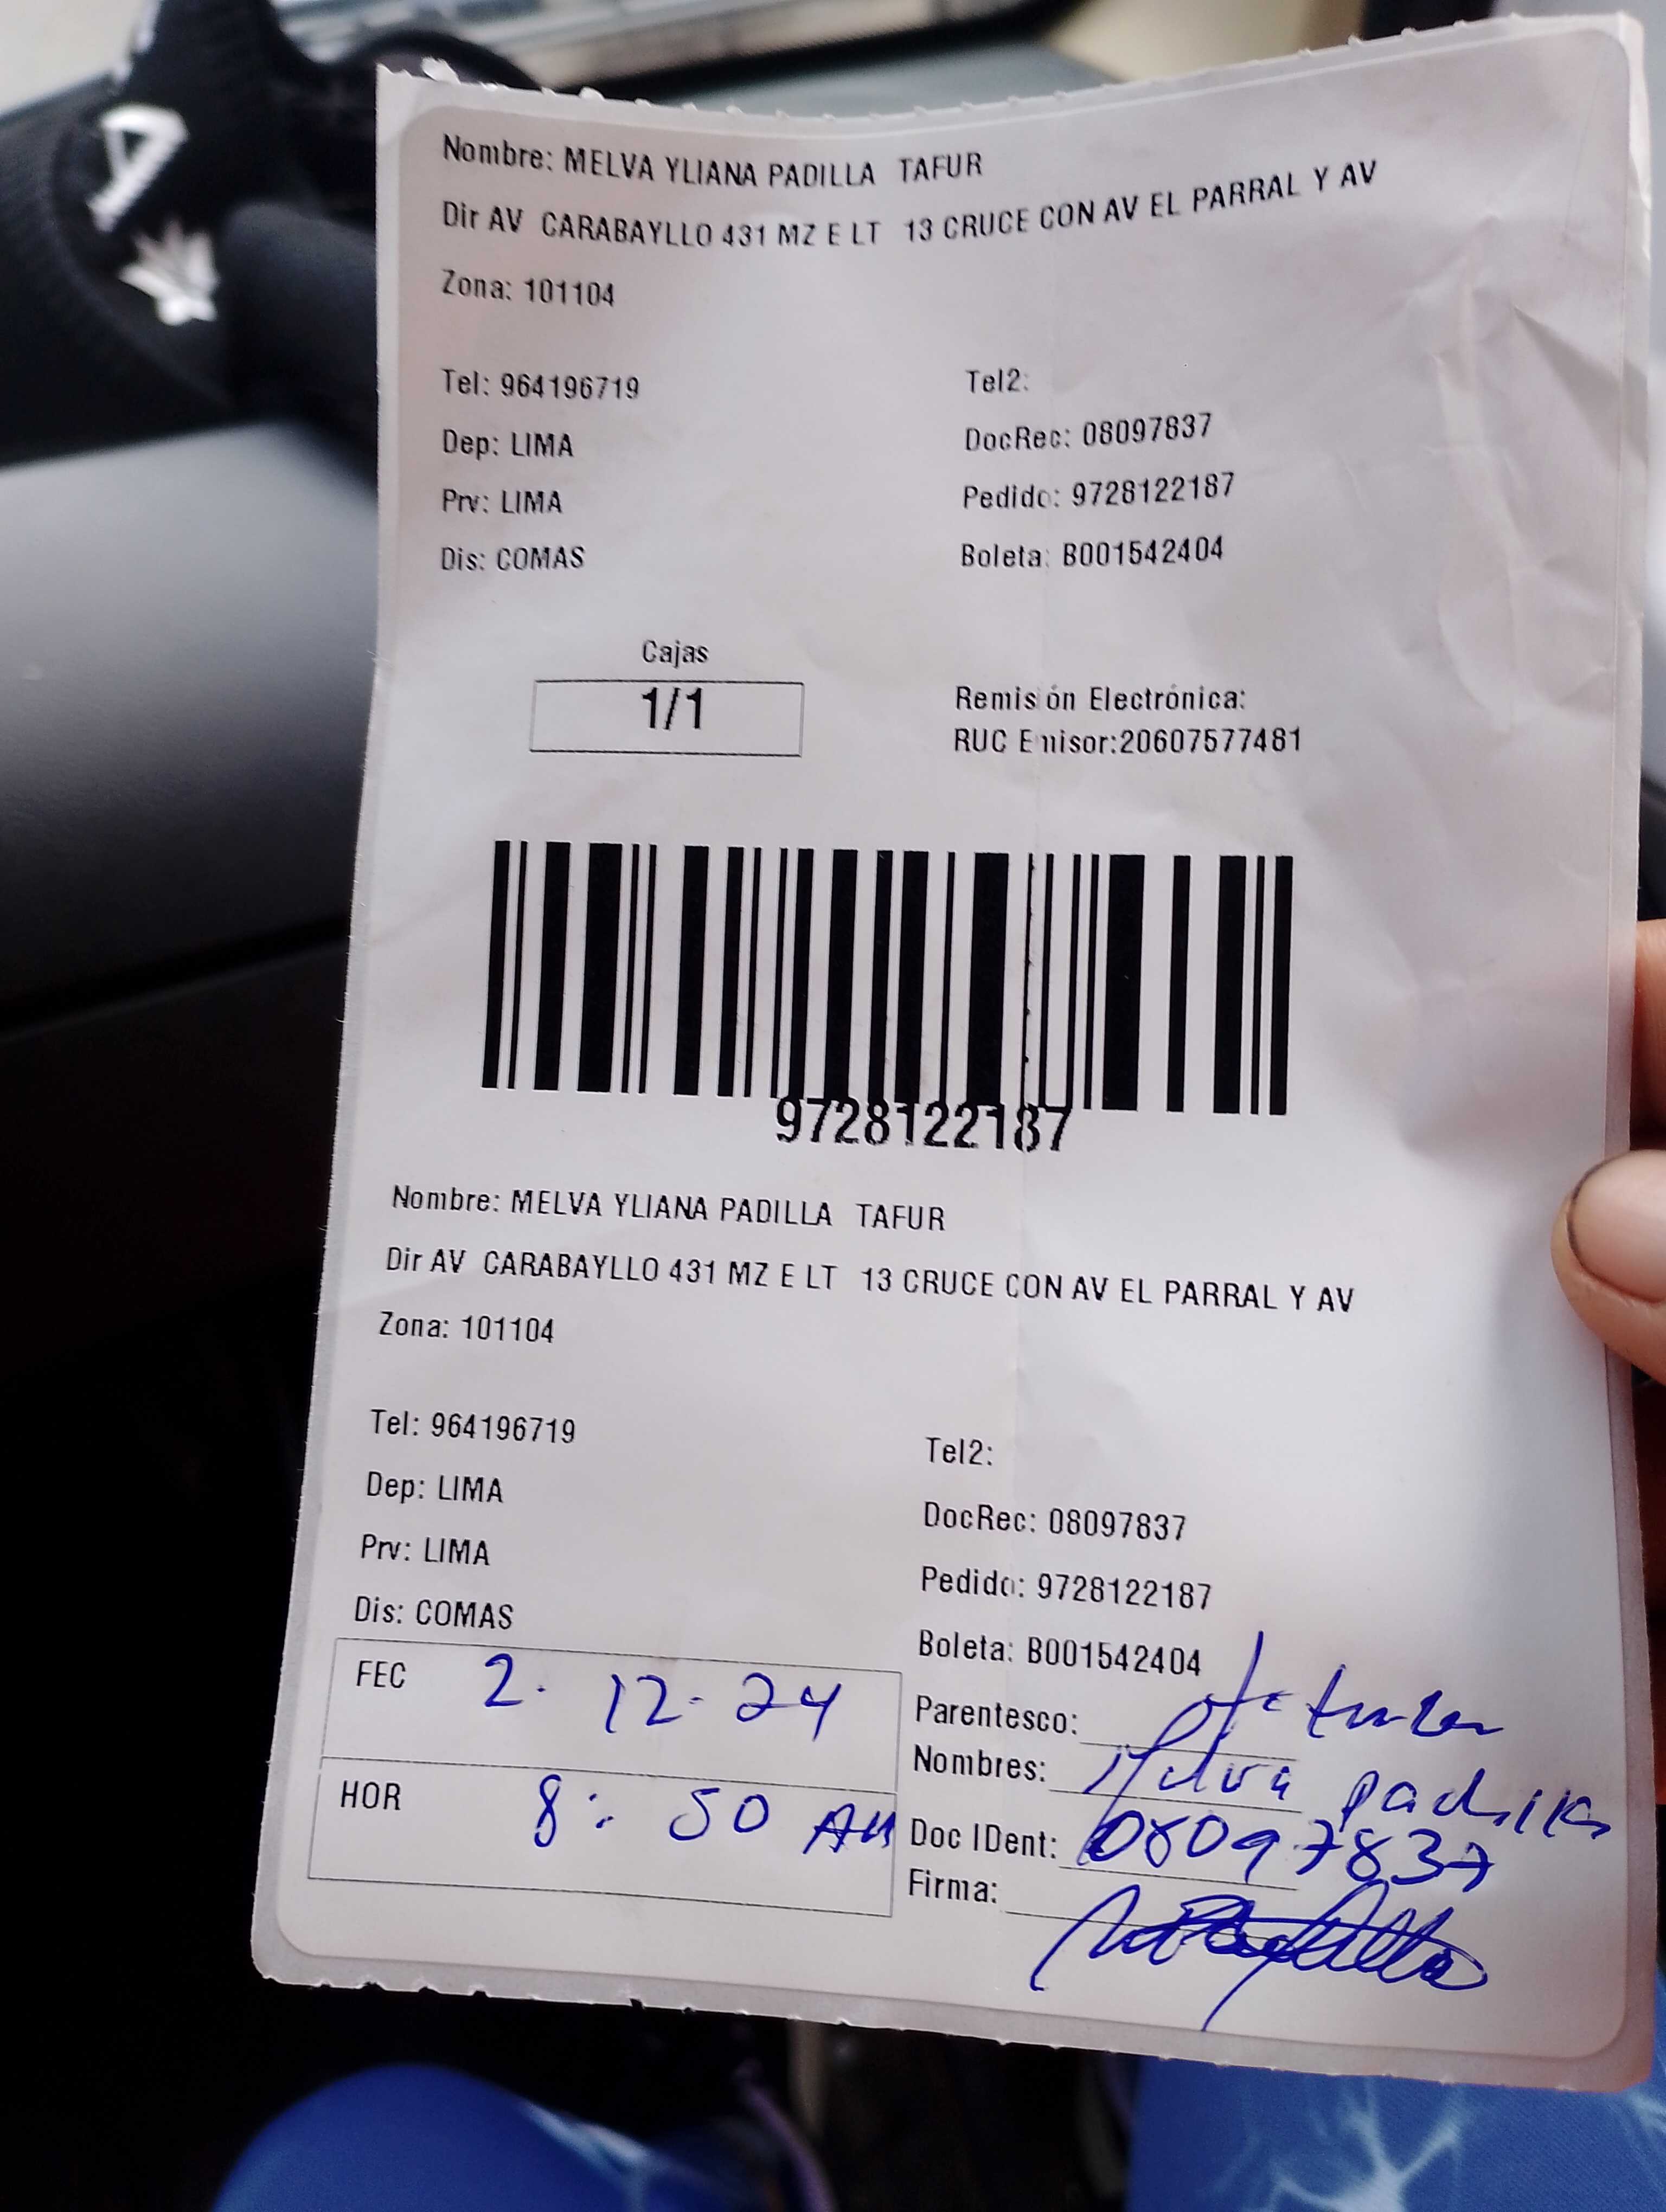 Nombre: MELVA YLIANA PADILLA TAFUR
Dir AV CARABAYLLO 431 MZ E LT 13 CRUCE CON AV EL PARRAL Y AV
Zona: 101104
Tel: 964196719 Tel2:
Dep: LIMA DocRec: 08097837
Prv: LIMA Pedido: 9728122187
Dis: COMAS Boleta: B001542404
Cajas
1/1
Remisión Electrónica:
RUC Emisor:20607577481
9728122187
Nombre: MELVA YLIANA PADILLA TAFUR
Dir AV CARABAYLLO 431 MZ E LT 13 CRUCE CON AV EL PARRAL Y AV
Zona: 101104
Tel: 964196719 Tel2:
Dep: LIMA DocRec: 08097837
Prv: LIMA Pedido: 9728122187
Dis: COMAS Boleta: B001542404
FEC 2. 12-24
HOR 8: 50 AM
Parentesco:
Nombres: Melva Padilla
Doc IDent: 08097837
Firma: